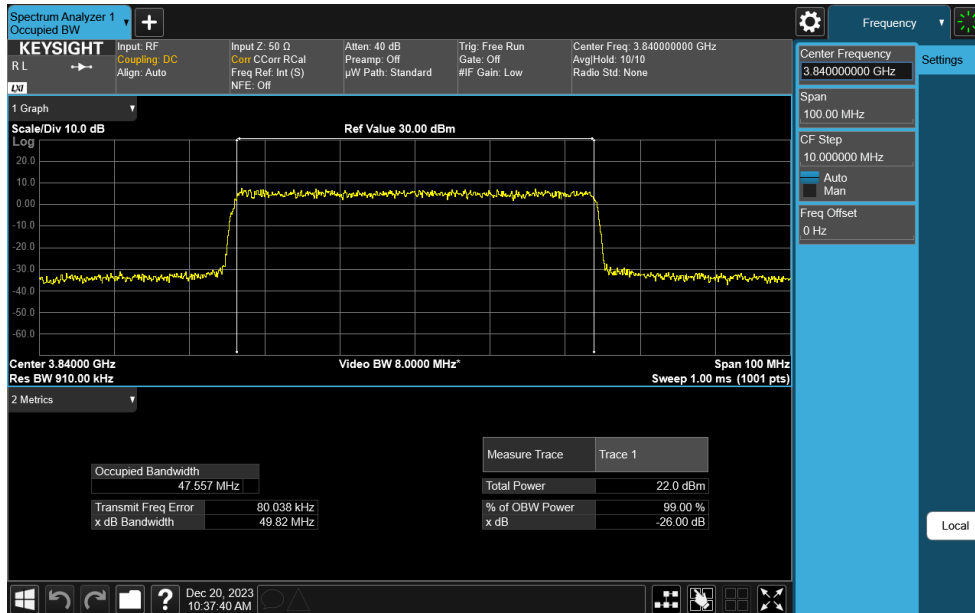 Spectrum Analyzer 1
Occupied BW
Frequency
KEYSIGHT
R L
LXI
Input: RF
Coupling: DC
Align: Auto
Input Z: 50 Ω
Corr CCorr RCal
Freq Ref: Int (S)
NFE: Off
Atten: 40 dB
Preamp: Off
µW Path: Standard
Trig: Free Run
Gate: Off
#IF Gain: Low
Center Freq: 3.840000000 GHz
Avg|Hold: 10/10
Radio Std: None
Center Frequency
3.840000000 GHz
Settings
Span
100.00 MHz
CF Step
10.000000 MHz
Auto
Man
Freq Offset
0 Hz
Local
1 Graph
Scale/Div 10.0 dB
Ref Value 30.00 dBm
Log
20.0
10.0
0.00
-10.0
-20.0
-30.0
-40.0
-50.0
-60.0
Center 3.84000 GHz
Video BW 8.0000 MHz*
Span 100 MHz
Res BW 910.00 kHz
Sweep 1.00 ms (1001 pts)
2 Metrics
Measure Trace Trace 1
Occupied Bandwidth
47.557 MHz
Total Power 22.0 dBm
Transmit Freq Error 80.038 kHz
% of OBW Power 99.00 %
x dB Bandwidth 49.82 MHz
x dB -26.00 dB
?
Dec 20, 2023
10:37:40 AM